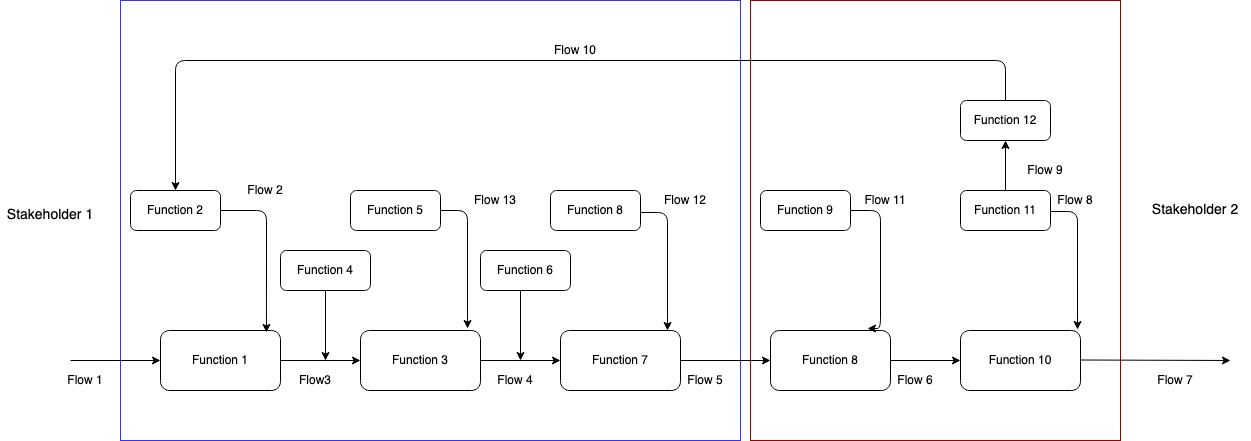 Flow 10
Function 12
Flow 9
Stakeholder 1
Function 2
Flow 2
Function 5
Flow 13
Function 8
Flow 12
Function 9
Flow 11
Function 11
Flow 8
Stakeholder 2
Function 4
Function 6
Function 1
Function 3
Function 7
Function 8
Function 10
Flow 1
Flow3
Flow 4
Flow 5
Flow 6
Flow 7